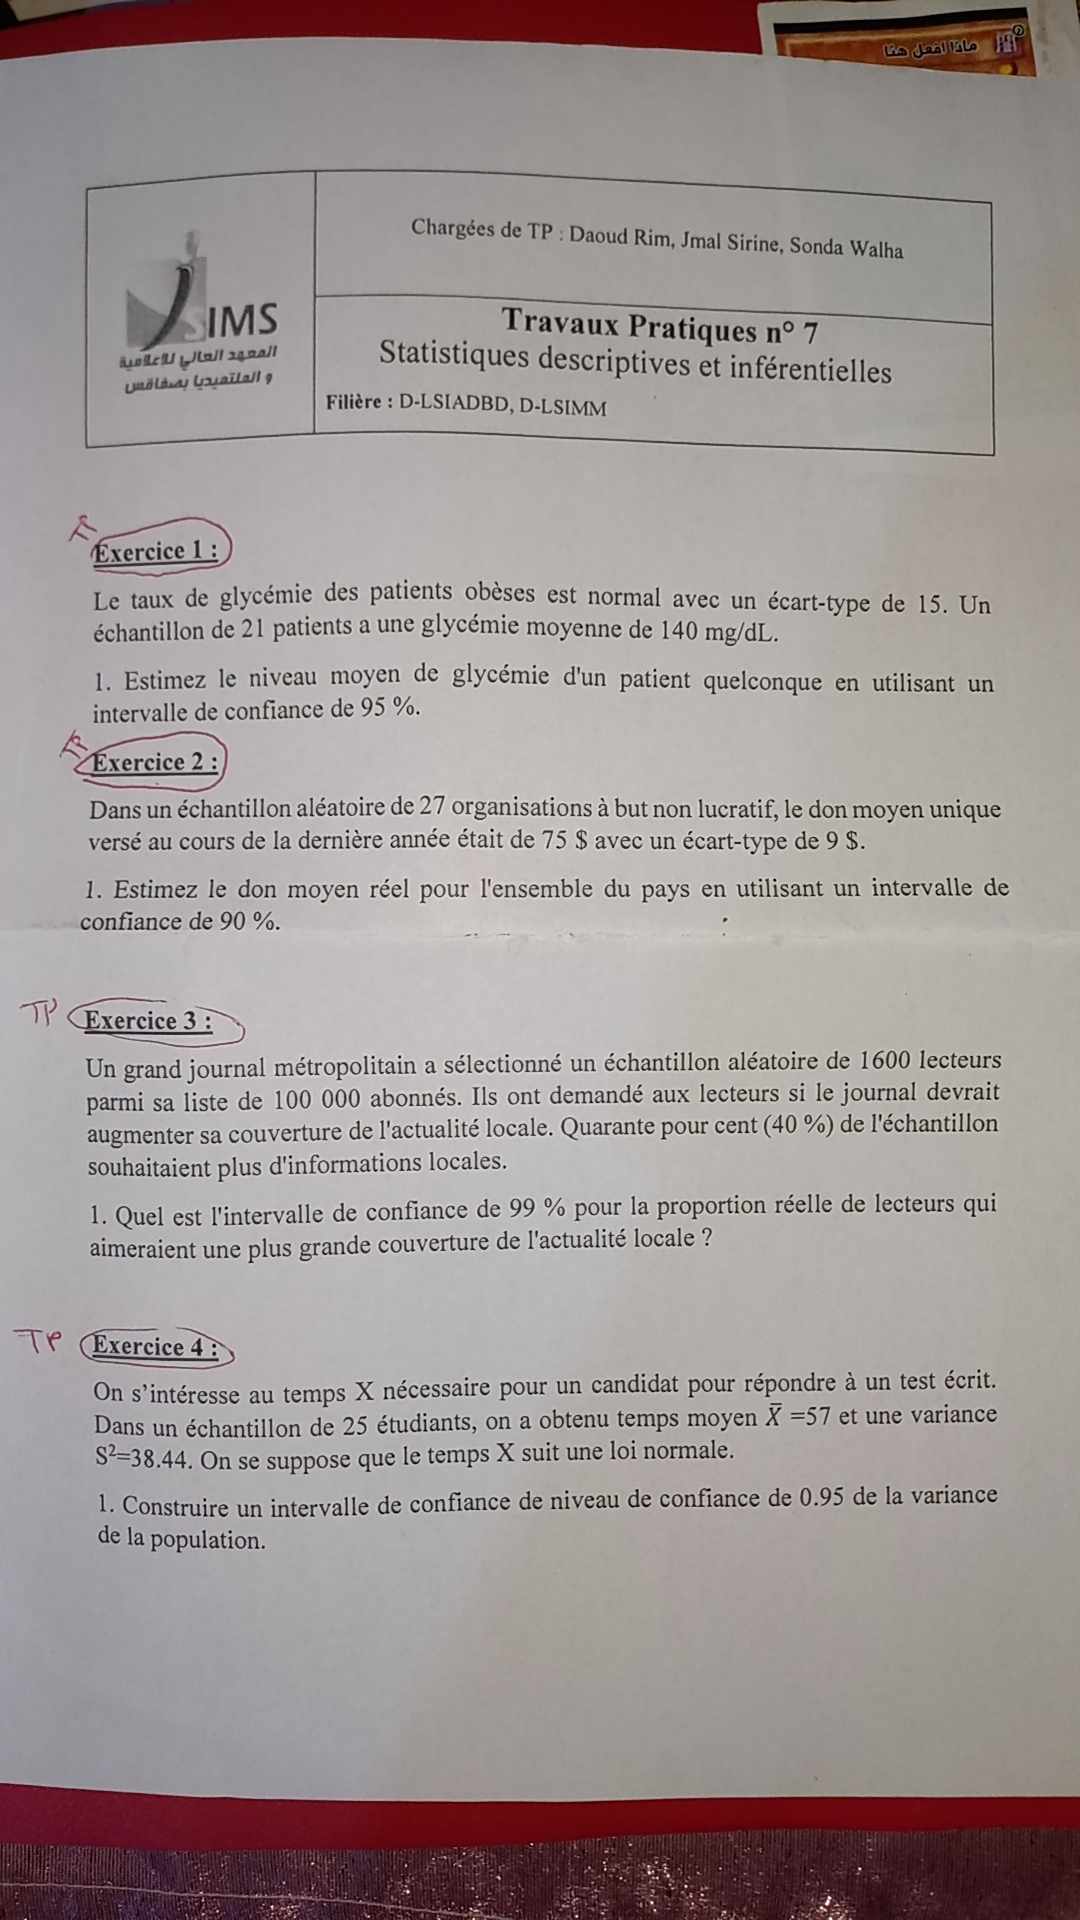 ماذا افعل هنا
Chargées de TP : Daoud Rim, Jmal Sirine, Sonda Walha
SIMS
المعهد العالي للاعلامية
و الملتميديا بصفاقس
Travaux Pratiques n° 7
Statistiques descriptives et inférentielles
Filière : D-LSIADBD, D-LSIMM
TP
Exercice 1 :
Le taux de glycémie des patients obèses est normal avec un écart-type de 15. Un
échantillon de 21 patients a une glycémie moyenne de 140 mg/dL.
1. Estimez le niveau moyen de glycémie d'un patient quelconque en utilisant un
intervalle de confiance de 95 %.
TP
Exercice 2 :
Dans un échantillon aléatoire de 27 organisations à but non lucratif, le don moyen unique
versé au cours de la dernière année était de 75 $ avec un écart-type de 9 $.
1. Estimez le don moyen réel pour l'ensemble du pays en utilisant un intervalle de
confiance de 90 %.
TP Exercice 3 :
Un grand journal métropolitain a sélectionné un échantillon aléatoire de 1600 lecteurs
parmi sa liste de 100 000 abonnés. Ils ont demandé aux lecteurs si le journal devrait
augmenter sa couverture de l'actualité locale. Quarante pour cent (40 %) de l'échantillon
souhaitaient plus d'informations locales.
1. Quel est l'intervalle de confiance de 99 % pour la proportion réelle de lecteurs qui
aimeraient une plus grande couverture de l'actualité locale ?
TP Exercice 4 :
On s'intéresse au temps X nécessaire pour un candidat pour répondre à un test écrit.
Dans un échantillon de 25 étudiants, on a obtenu temps moyen X̅ =57 et une variance
S²=38.44. On se suppose que le temps X suit une loi normale.
1. Construire un intervalle de confiance de niveau de confiance de 0.95 de la variance
de la population.